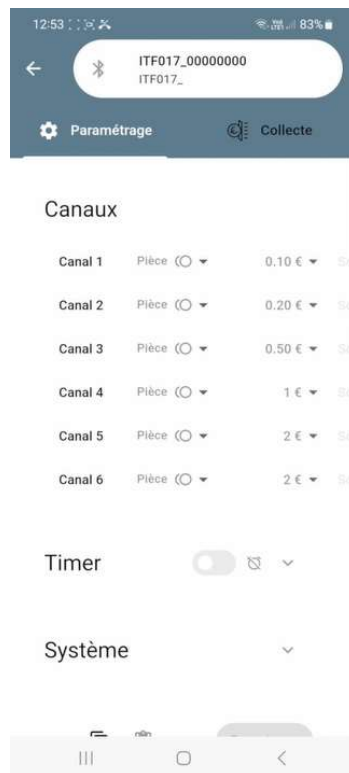 12:53 83%
ITF017_00000000
ITF017_
Paramétrage Collecte
Canaux
Canal 1 Pièce 0.10 €
Canal 2 Pièce 0.20 €
Canal 3 Pièce 0.50 €
Canal 4 Pièce 1 €
Canal 5 Pièce 2 €
Canal 6 Pièce 2 €
Timer
Système